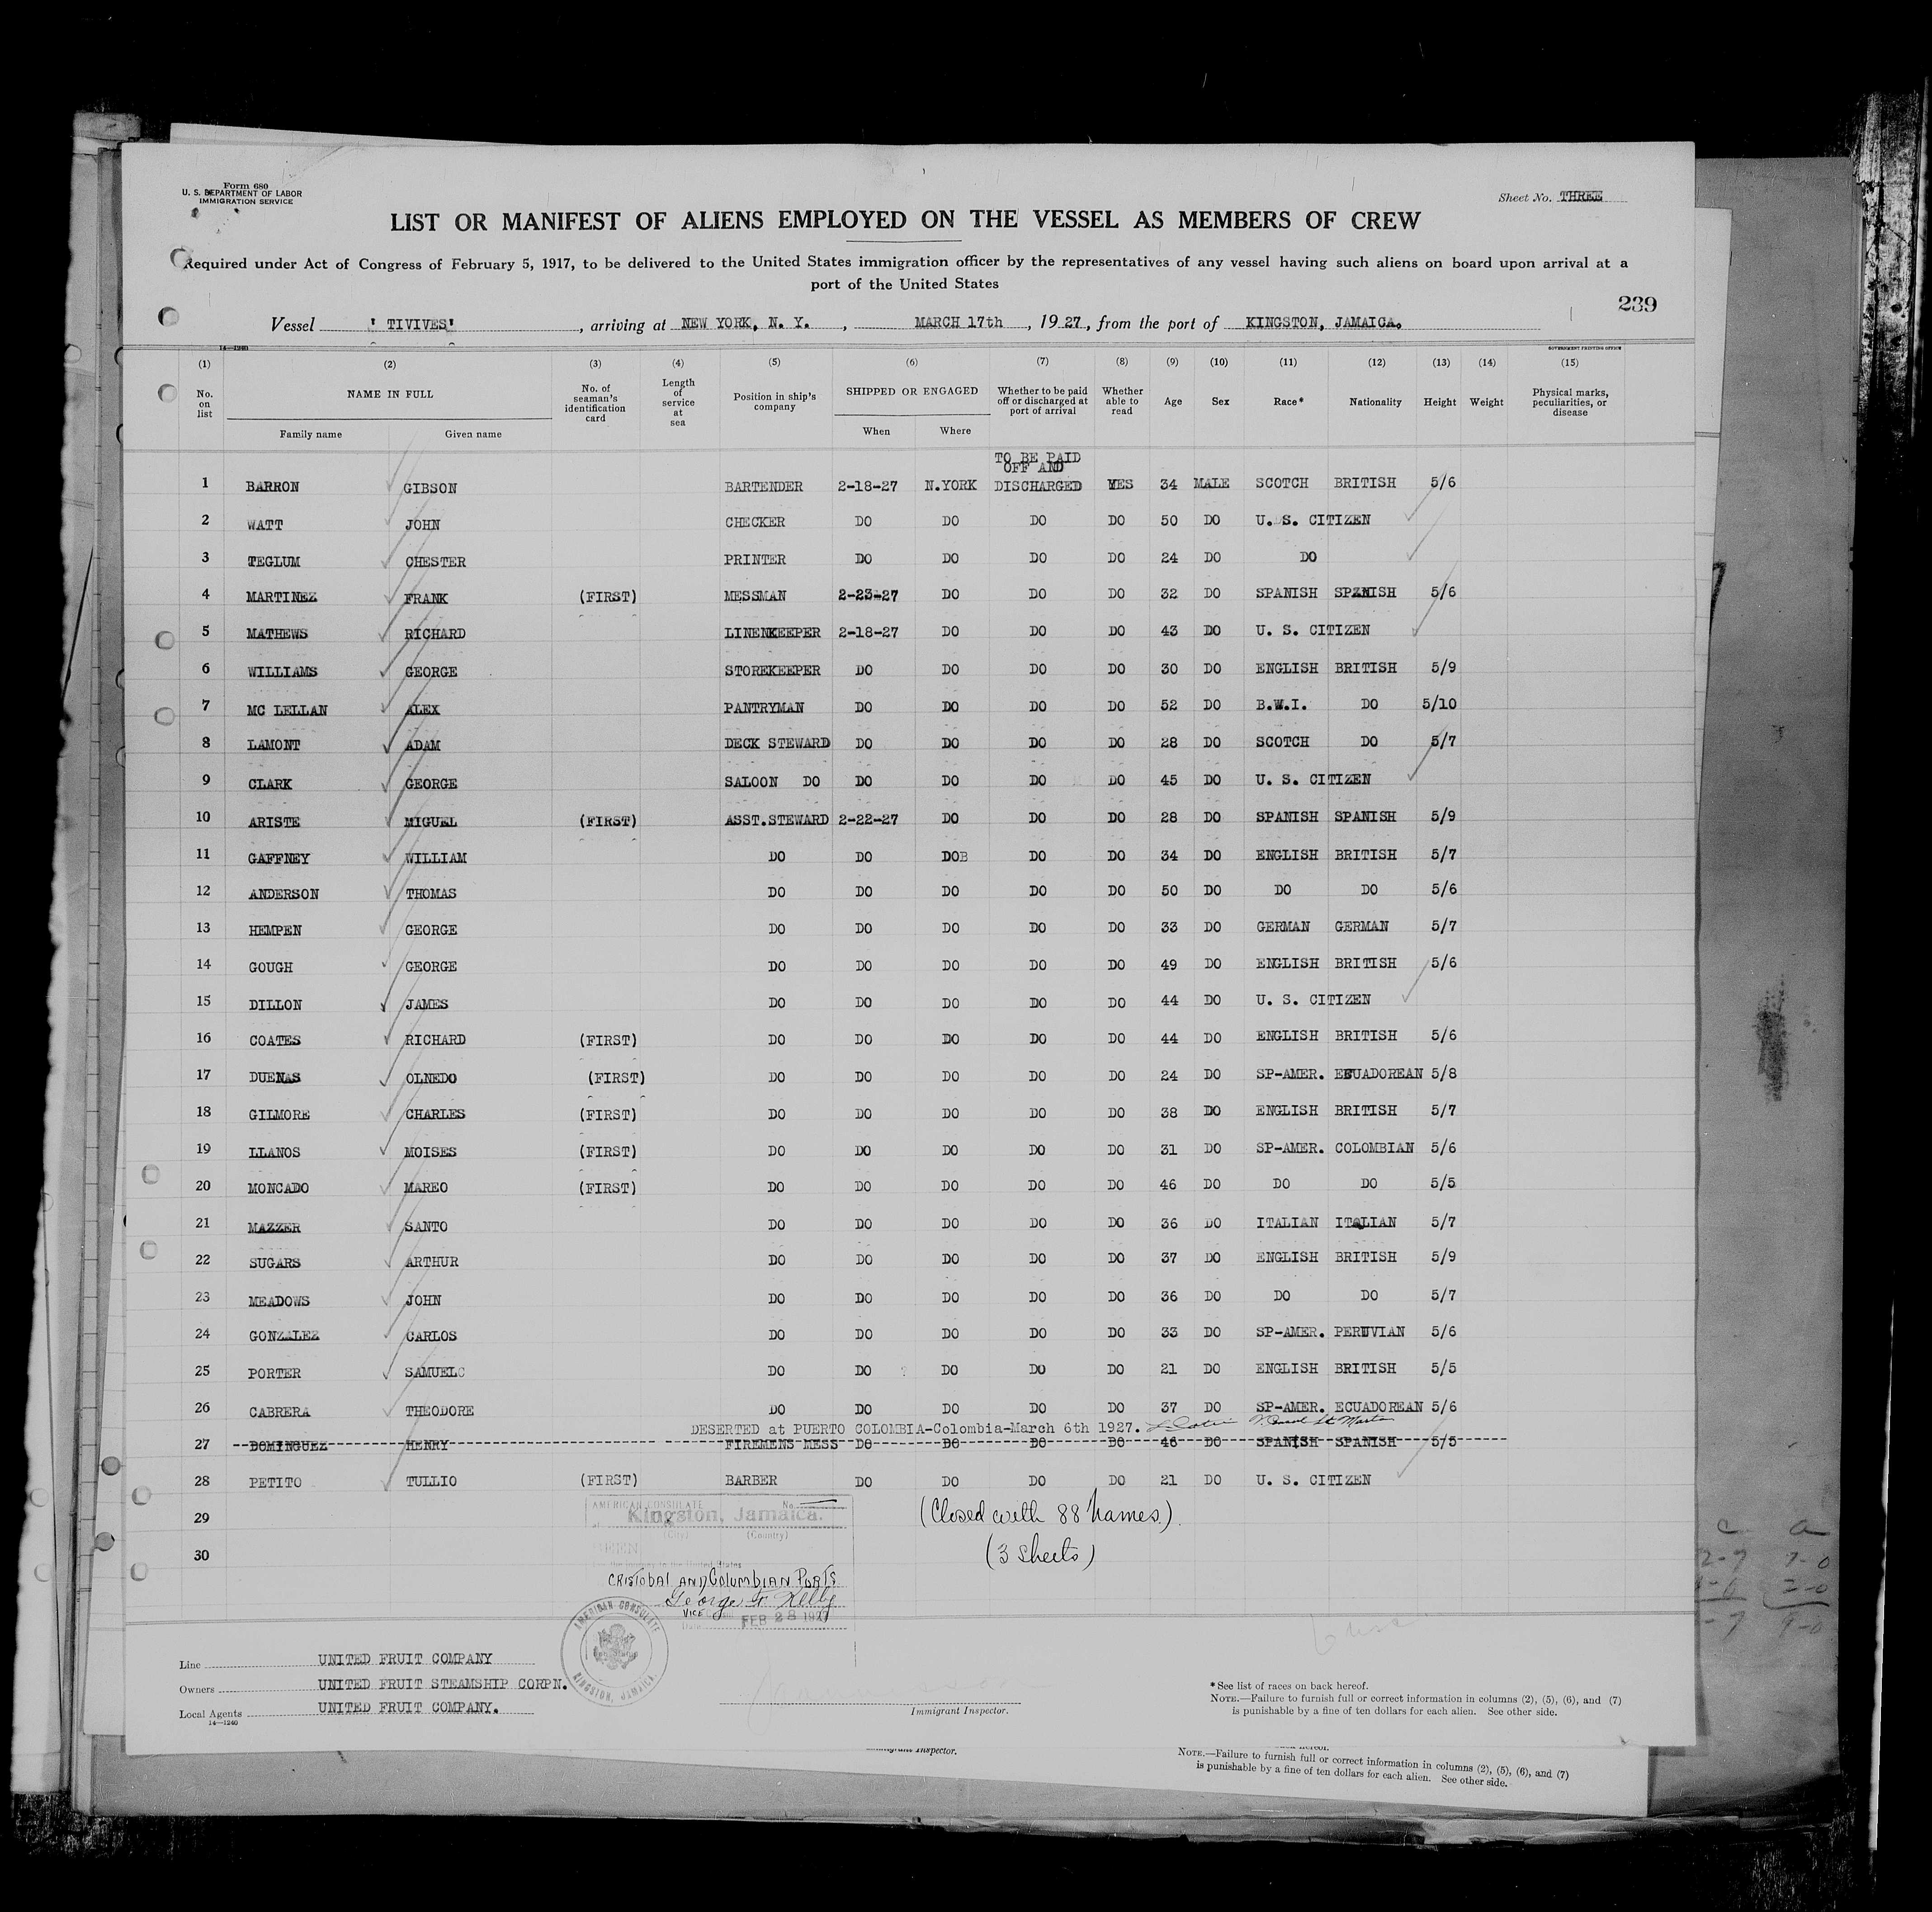 Form 680
U. S. DEPARTMENT OF LABOR
IMMIGRATION SERVICE
Sheet No. THREE
LIST OR MANIFEST OF ALIENS EMPLOYED ON THE VESSEL AS MEMBERS OF CREW
Required under Act of Congress of February 5, 1917, to be delivered to the United States immigration officer by the representatives of any vessel having such aliens on board upon arrival at a
port of the United States
239
Vessel ' TIVIVES' , arriving at NEW YORK, N. Y. , MARCH 17th , 1927 , from the port of KINGSTON, JAMAICA.
14—1240
GOVERNMENT PRINTING OFFICE
(1) (2) (3) (4) (5) (6) (7) (8) (9) (10) (11) (12) (13) (14) (15)
No. on list NAME IN FULL No. of seaman's identification card Length of service at sea Position in ship's company SHIPPED OR ENGAGED Whether to be paid off or discharged at port of arrival Whether able to read Age Sex Race* Nationality Height Weight Physical marks, peculiarities, or disease
Family name Given name When Where
TO BE PAID
OFF AND
1 BARRON GIBSON BARTENDER 2-18-27 N.YORK DISCHARGED YES 34 MALE SCOTCH BRITISH 5/6
2 WATT JOHN CHECKER DO DO DO DO 50 DO U. S. CITIZEN
3 TEGLUM CHESTER PRINTER DO DO DO DO 24 DO DO
4 MARTINEZ FRANK (FIRST) MESSMAN 2-23-27 DO DO DO 32 DO SPANISH SPANISH 5/6
5 MATHEWS RICHARD LINENKEEPER 2-18-27 DO DO DO 43 DO U. S. CITIZEN
6 WILLIAMS GEORGE STOREKEEPER DO DO DO DO 30 DO ENGLISH BRITISH 5/9
7 MC LELLAN ALEX PANTRYMAN DO DO DO DO 52 DO B.W.I. DO 5/10
8 LAMONT ADAM DECK STEWARD DO DO DO DO 28 DO SCOTCH DO 5/7
9 CLARK GEORGE SALOON DO DO DO DO DO 45 DO U. S. CITIZEN
10 ARISTE MIGUEL (FIRST) ASST.STEWARD 2-22-27 DO DO DO 28 DO SPANISH SPANISH 5/9
11 GAFFNEY WILLIAM DO DO DO DO DO 34 DO ENGLISH BRITISH 5/7
12 ANDERSON THOMAS DO DO DO DO DO 50 DO DO DO 5/6
13 HEMPEN GEORGE DO DO DO DO DO 33 DO GERMAN GERMAN 5/7
14 GOUGH GEORGE DO DO DO DO DO 49 DO ENGLISH BRITISH 5/6
15 DILLON JAMES DO DO DO DO DO 44 DO U. S. CITIZEN
16 COATES RICHARD (FIRST) DO DO DO DO DO 44 DO ENGLISH BRITISH 5/6
17 DUENAS OLNEDO (FIRST) DO DO DO DO DO 24 DO SP-AMER. ECUADOREAN 5/8
18 GILMORE CHARLES (FIRST) DO DO DO DO DO 38 DO ENGLISH BRITISH 5/7
19 LLANOS MOISES (FIRST) DO DO DO DO DO 31 DO SP-AMER. COLOMBIAN 5/6
20 MONCADO MAREO (FIRST) DO DO DO DO DO 46 DO DO DO 5/5
21 MAZZER SANTO DO DO DO DO DO 36 DO ITALIAN ITALIAN 5/7
22 SUGARS ARTHUR DO DO DO DO DO 37 DO ENGLISH BRITISH 5/9
23 MEADOWS JOHN DO DO DO DO DO 36 DO DO DO 5/7
24 GONZALEZ CARLOS DO DO DO DO DO 33 DO SP-AMER. PERUVIAN 5/6
25 PORTER SAMUEL DO DO DO DO DO 21 DO ENGLISH BRITISH 5/5
26 CABRERA THEODORE DO DO DO DO DO 37 DO SP-AMER. ECUADOREAN 5/6
DESERTED at PUERTO COLOMBIA-Colombia-March 6th 1927.
27 DOMINGUEZ HENRY FIREMENS MESS DO DO DO DO 46 DO SPANISH SPANISH 5/5
28 PETITO TULLIO (FIRST) BARBER DO DO DO DO 21 DO U. S. CITIZEN
29
30
AMERICAN CONSULATE No.
Kingston, Jamaica.
(City) (Country)
SEEN
CRISTOBAL AND COLUMBIAN PORTS
George F. Kelly
VICE
Date FEB 28 1927
(Closed with 88 Names.)
(3 Sheets)
AMERICAN CONSULATE KINGSTON, JAMAICA.
Line UNITED FRUIT COMPANY
Owners UNITED FRUIT STEAMSHIP CORPN.
Local Agents UNITED FRUIT COMPANY.
14—1240
Immigrant Inspector.
* See list of races on back hereof.
NOTE.—Failure to furnish full or correct information in columns (2), (5), (6), and (7)
is punishable by a fine of ten dollars for each alien. See other side.
Immigrant Inspector.
back hereof.
NOTE.—Failure to furnish full or correct information in columns (2), (5), (6), and (7)
is punishable by a fine of ten dollars for each alien. See other side.